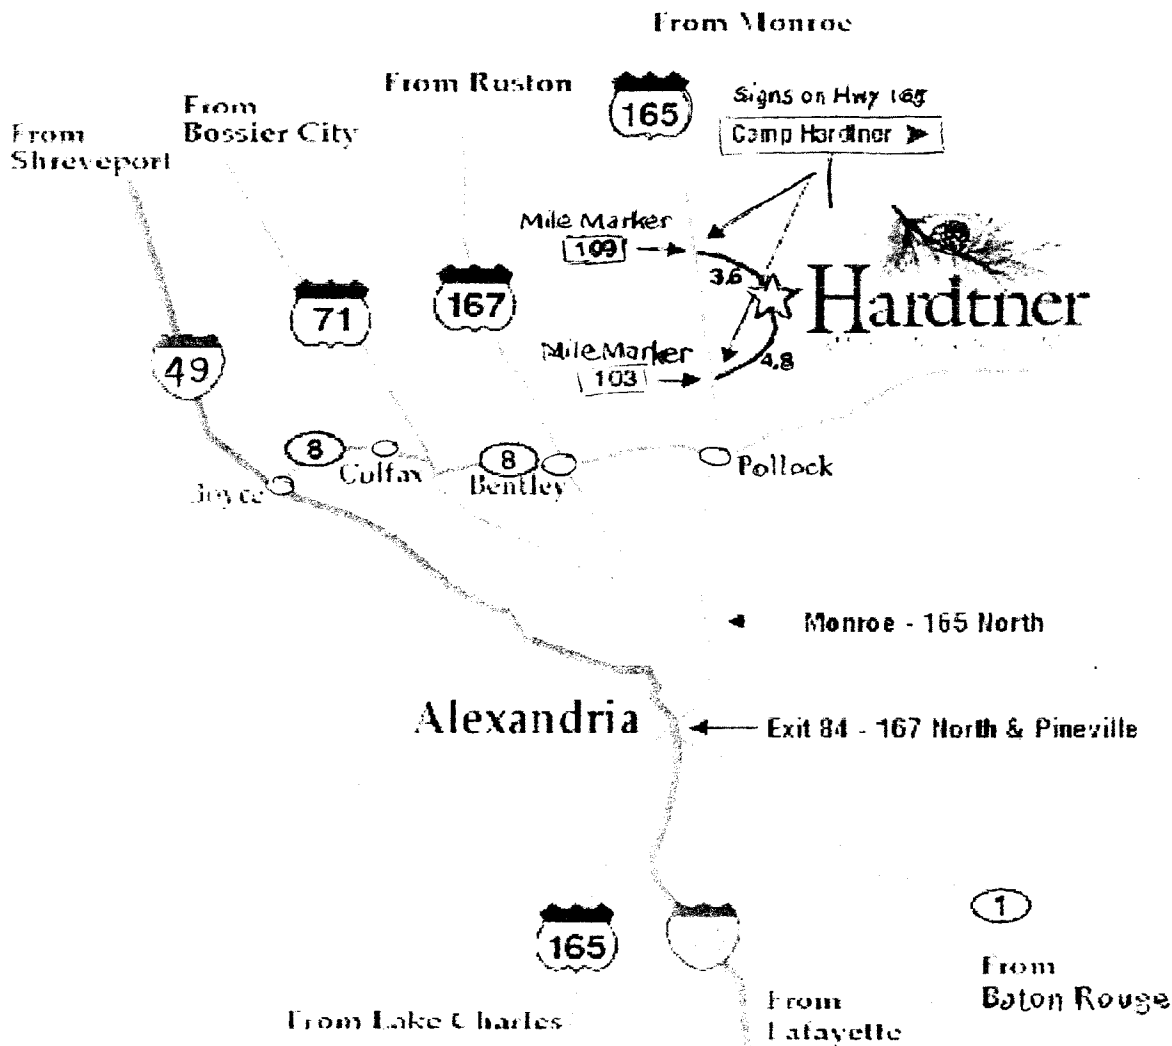 From Monroe
From Ruston
165
Signs on Hwy 165
From
Bossier City
Camp Hardtner
From
Shreveport
Mile Marker
109
3.6
Hardtner
71
167
49
Mile Marker
103
4.8
8
Colfax
8
Bentley
Pollock
Boyce
Monroe - 165 North
Alexandria
Exit 84 - 167 North & Pineville
165
1
From
Baton Rouge
From Lake Charles
From
Lafayette